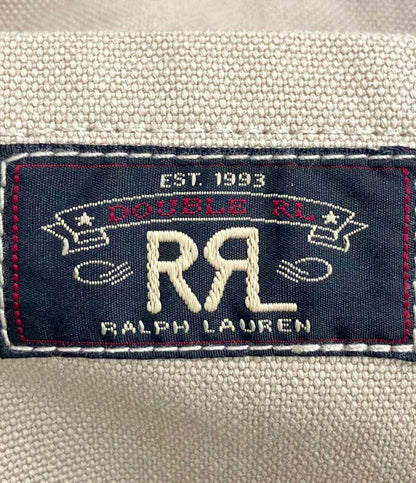 EST. 1993
DOUBLE RL
RRL
RALPH LAUREN